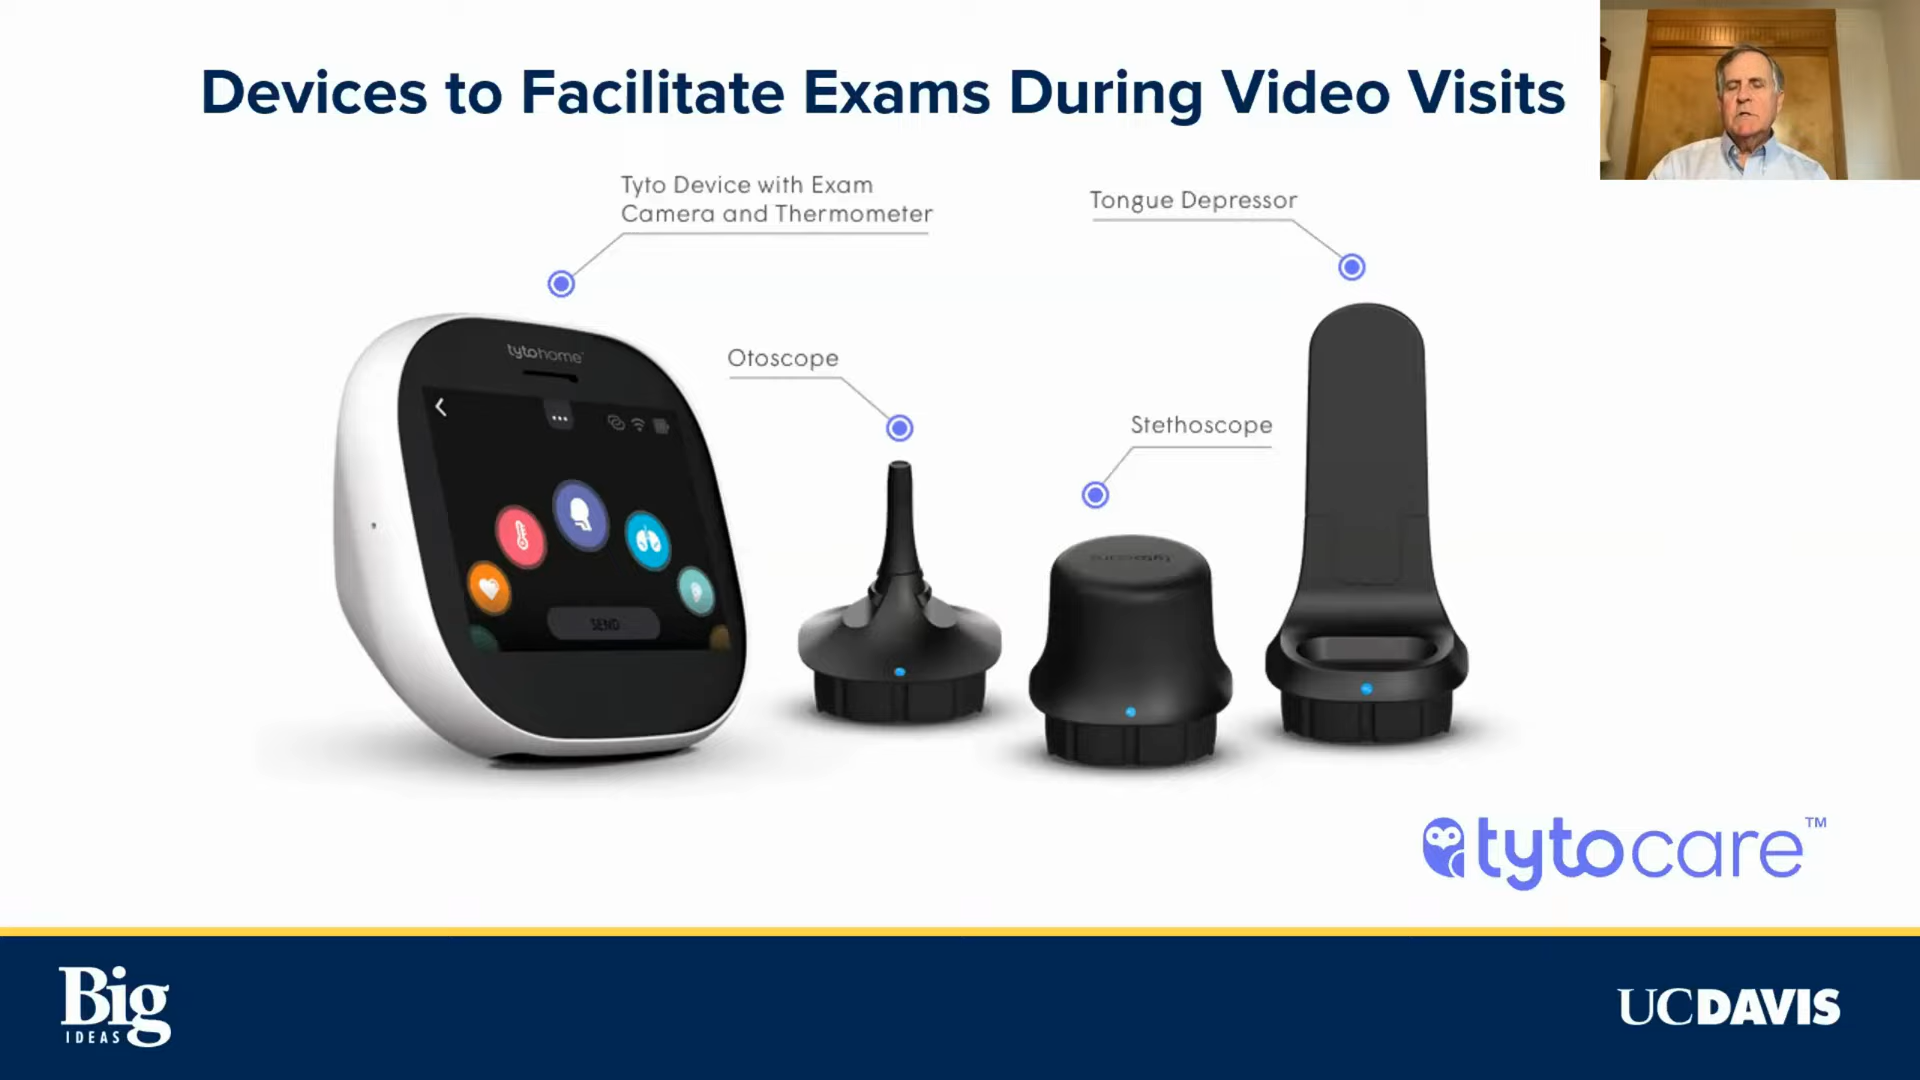 Devices to Facilitate Exams During Video Visits
Tyto Device with Exam
Camera and Thermometer
Tongue Depressor
Otoscope
Stethoscope
tytohome
SEND
tytocare
tytocare™
Big
IDEAS
UCDAVIS